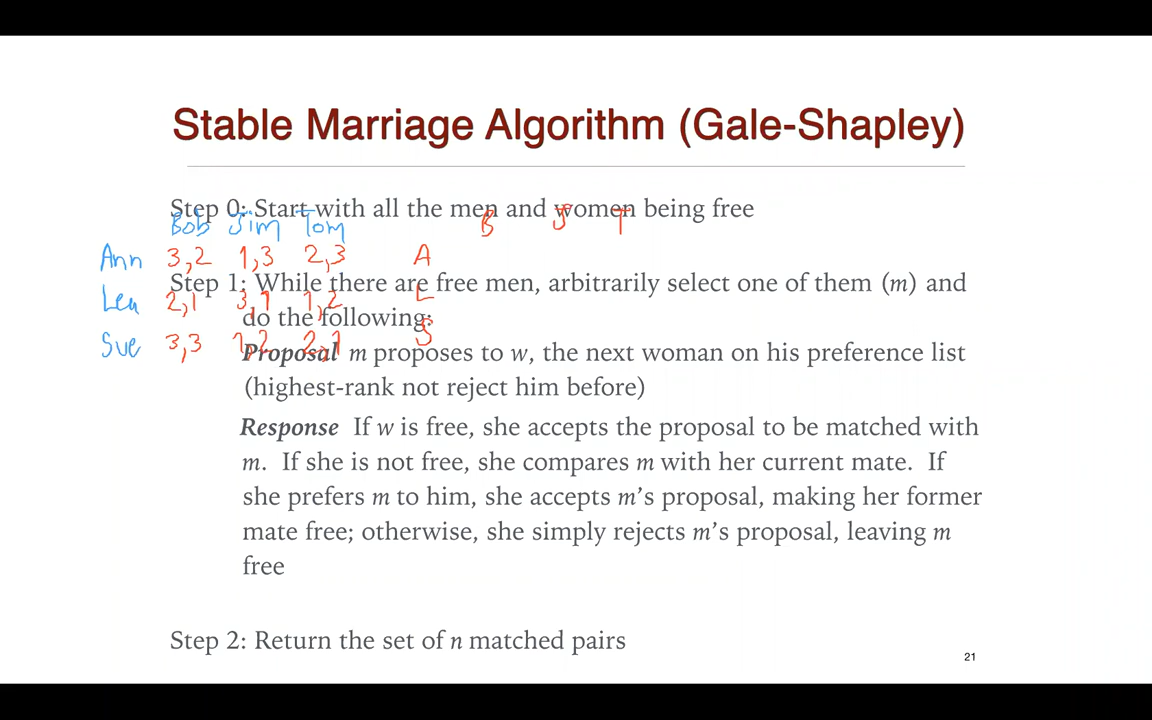 Stable Marriage Algorithm (Gale-Shapley)
Step 0: Start with all the men and women being free
Bob Jim Tom B J T
Ann 3,2 1,3 2,3 A
Step 1: While there are free men, arbitrarily select one of them (m) and
Lea 2,1 3,1 1,2 L
do the following:
Sue 3,3 1,2 2,1 S
Proposal m proposes to w, the next woman on his preference list
(highest-rank not reject him before)
Response If w is free, she accepts the proposal to be matched with
m. If she is not free, she compares m with her current mate. If
she prefers m to him, she accepts m’s proposal, making her former
mate free; otherwise, she simply rejects m’s proposal, leaving m
free
Step 2: Return the set of n matched pairs
21